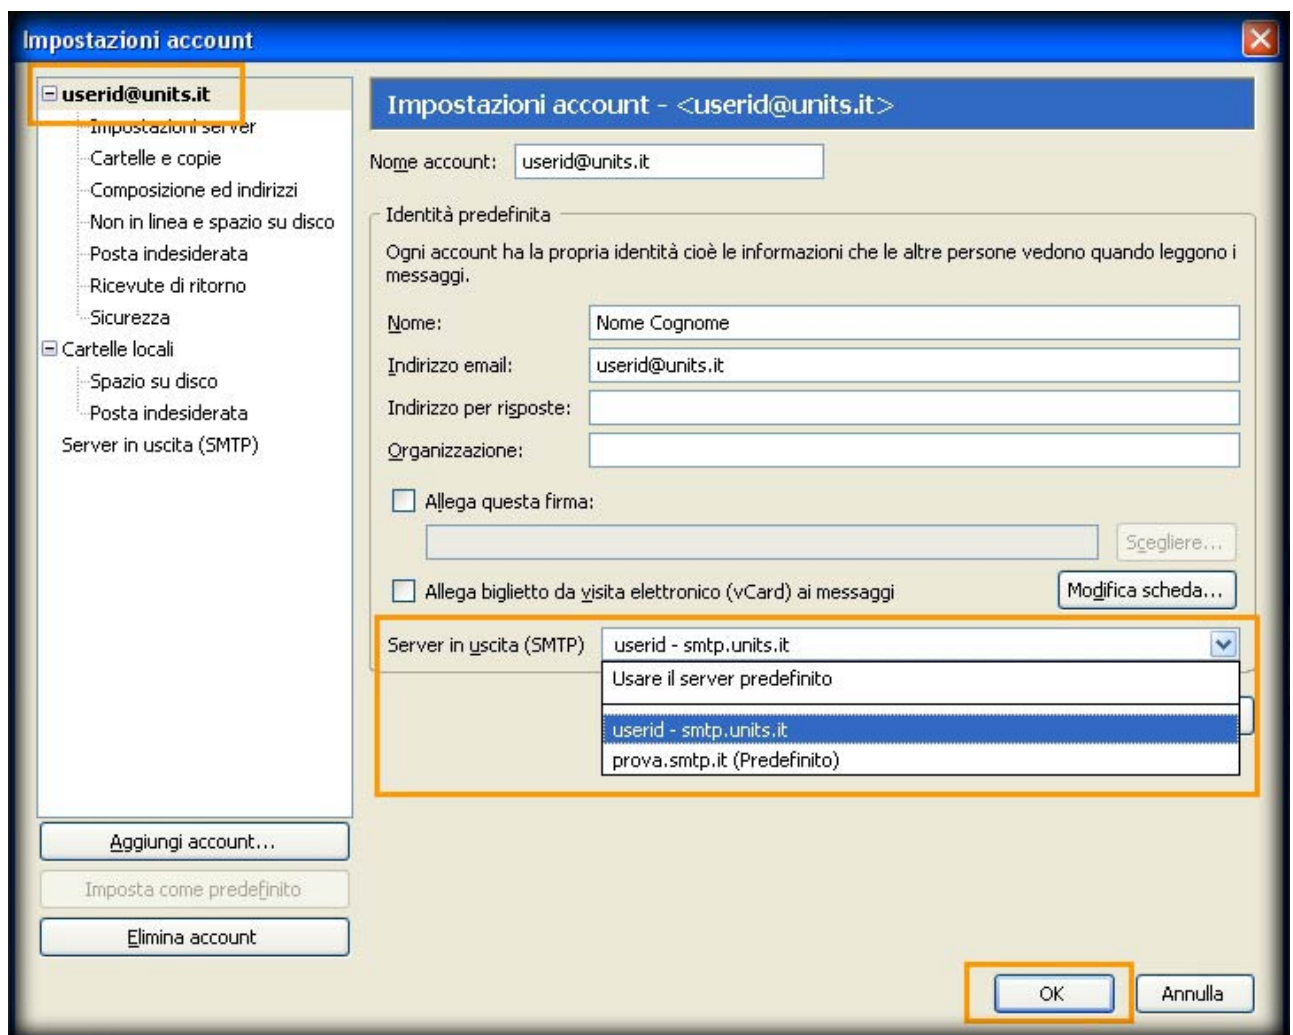 Impostazioni account
userid@units.it
Impostazioni server
Cartelle e copie
Composizione ed indirizzi
Non in linea e spazio su disco
Posta indesiderata
Ricevute di ritorno
Sicurezza
Cartelle locali
Spazio su disco
Posta indesiderata
Server in uscita (SMTP)
Aggiungi account...
Imposta come predefinito
Elimina account
Impostazioni account - <userid@units.it>
Nome account: userid@units.it
Identità predefinita
Ogni account ha la propria identità cioè le informazioni che le altre persone vedono quando leggono i
messaggi.
Nome: Nome Cognome
Indirizzo email: userid@units.it
Indirizzo per risposte:
Organizzazione:
Allega questa firma:
Scegliere...
Allega biglietto da visita elettronico (vCard) ai messaggi Modifica scheda...
Server in uscita (SMTP) userid - smtp.units.it
Usare il server predefinito
userid - smtp.units.it
prova.smtp.it (Predefinito)
OK Annulla